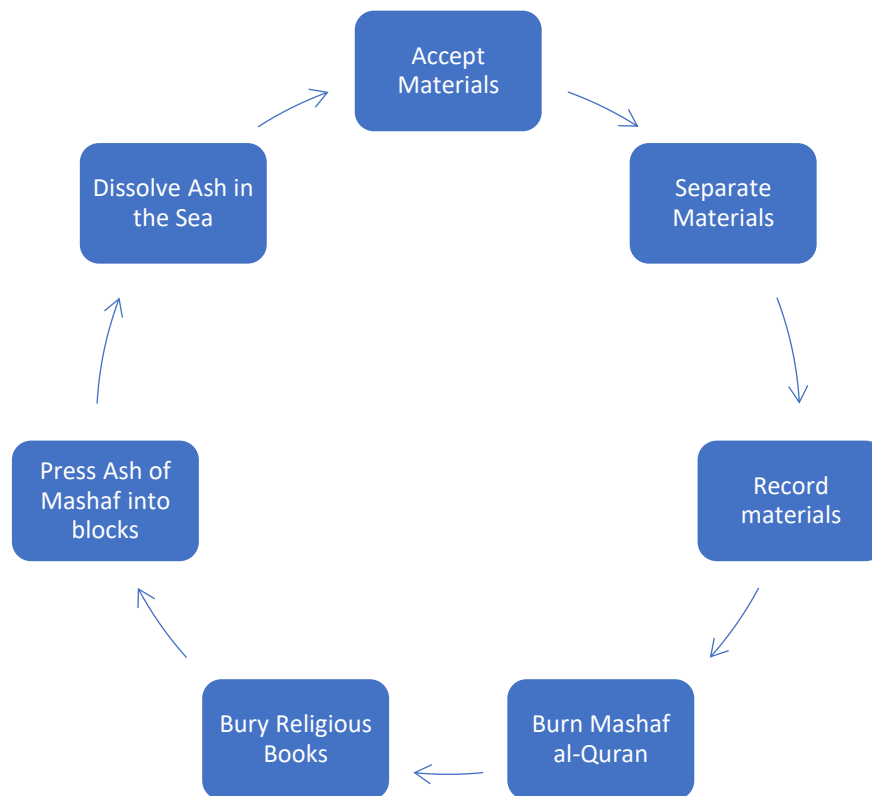 Accept
Materials
Separate
Materials
Record
materials
Burn Mashaf
al-Quran
Bury Religious
Books
Press Ash of
Mashaf into
blocks
Dissolve Ash in
the Sea